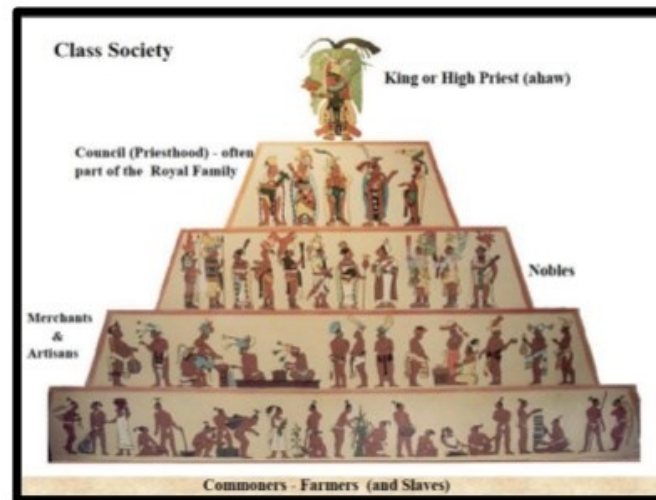 Class Society
King or High Priest (ahaw)
Council (Priesthood) - often
part of the Royal Family
Nobles
Merchants
&
Artisans
Commoners - Farmers (and Slaves)